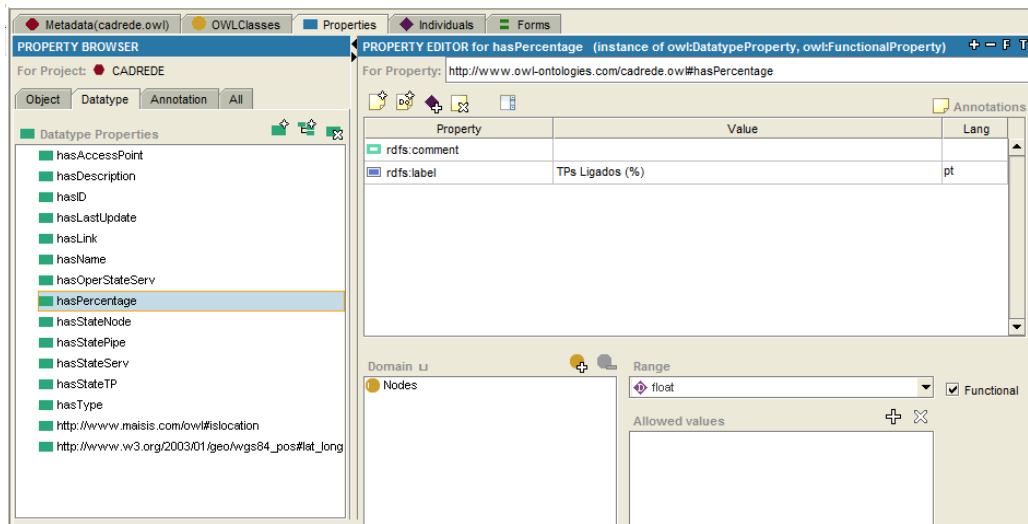 Metadata(cadrede.owl) OWLClasses Properties Individuals Forms
PROPERTY BROWSER
For Project: CADREDE
Object Datatype Annotation All
Datatype Properties
hasAccessPoint
hasDescription
hasID
hasLastUpdate
hasLink
hasName
hasOperStateServ
hasPercentage
hasStateNode
hasStatePipe
hasStateServ
hasStateTP
hasType
http://www.maisis.com/owl#islocation
http://www.w3.org/2003/01/geo/wgs84_pos#lat_long
PROPERTY EDITOR for hasPercentage (instance of owl:DatatypeProperty, owl:FunctionalProperty) F T
For Property: http://www.owl-ontologies.com/cadrede.owl#hasPercentage
Annotations
Property Value Lang
rdfs:comment
rdfs:label TPs Ligados (%) pt
Domain ⊔
Nodes
Range
float
Functional
Allowed values